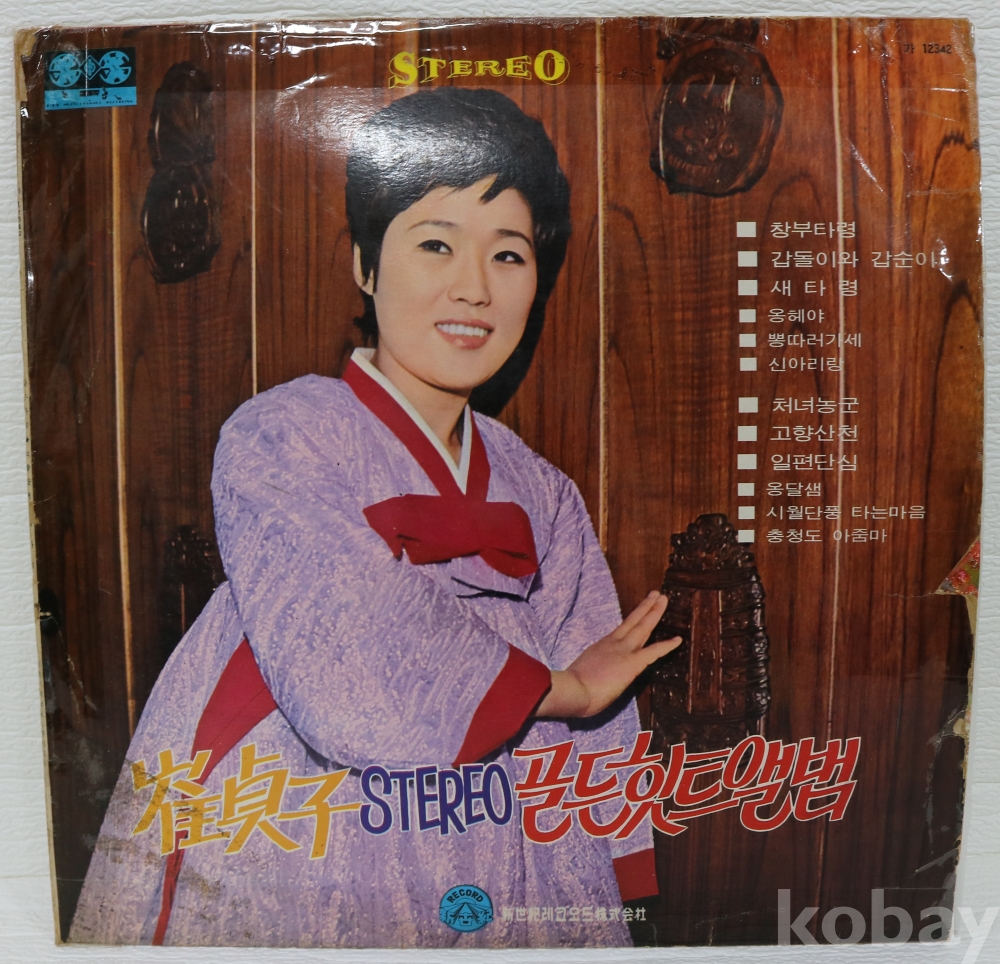 STEREO
가 12342
창부타령
갑돌이와 갑순이
새 타 령
옹헤야
뽕따러가세
신아리랑
처녀농군
고향산천
일편단심
옹달샘
시월단풍 타는마음
충청도 아줌마
崔貞子 STEREO 골든힛트앨범
RECORD
新世紀레코오드株式会社
kobay